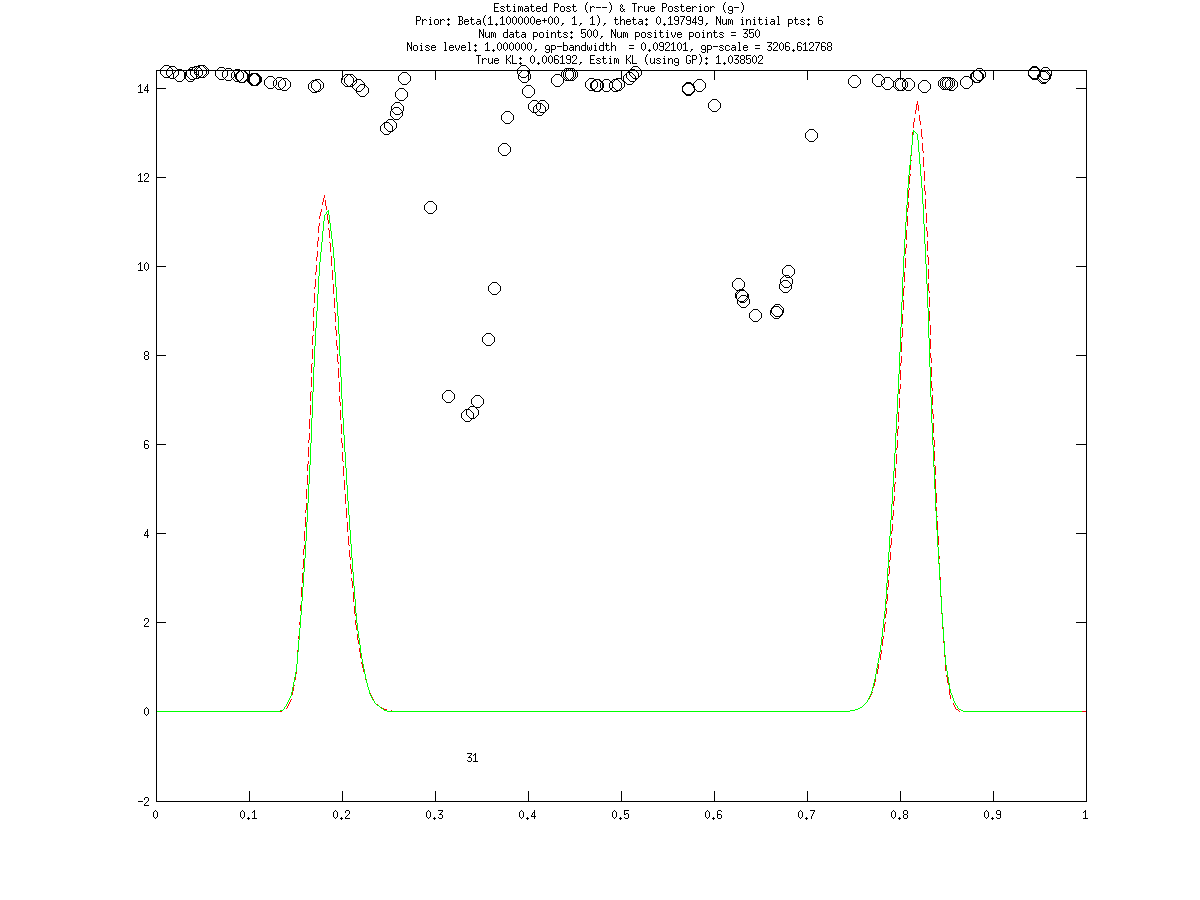 Estimated Post (r--) & True Posterior (g-)
Prior: Beta(1.100000e+00, 1, 1), theta: 0.197949, Num initial pts: 6
Num data points: 500, Num positive points = 350
Noise level: 1.000000, gp-bandwidth  = 0.092101, gp-scale = 3206.612768
True KL: 0.006192, Estim KL (using GP): 1.038502
14
12
10
8
6
4
2
0
31
-2
0 0.1 0.2 0.3 0.4 0.5 0.6 0.7 0.8 0.9 1